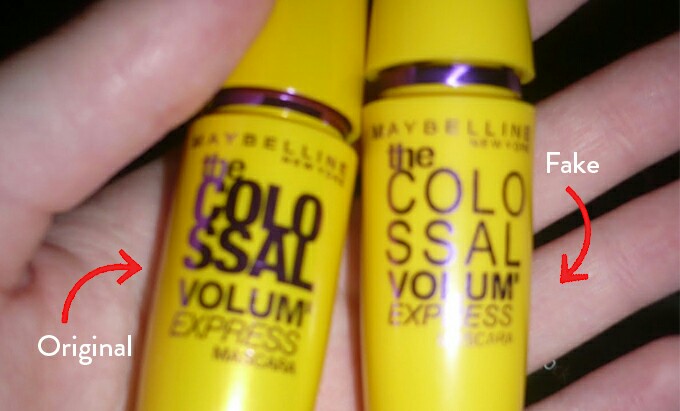 MAYBELLINE
NEW YORK
the
COLO
SSAL
VOLUM'
EXPRESS
MASCARA
Original
MAYBELLINE
NEW YORK
the
COLO
SSAL
VOLUM'
EXPRESS
MASCARA
Fake